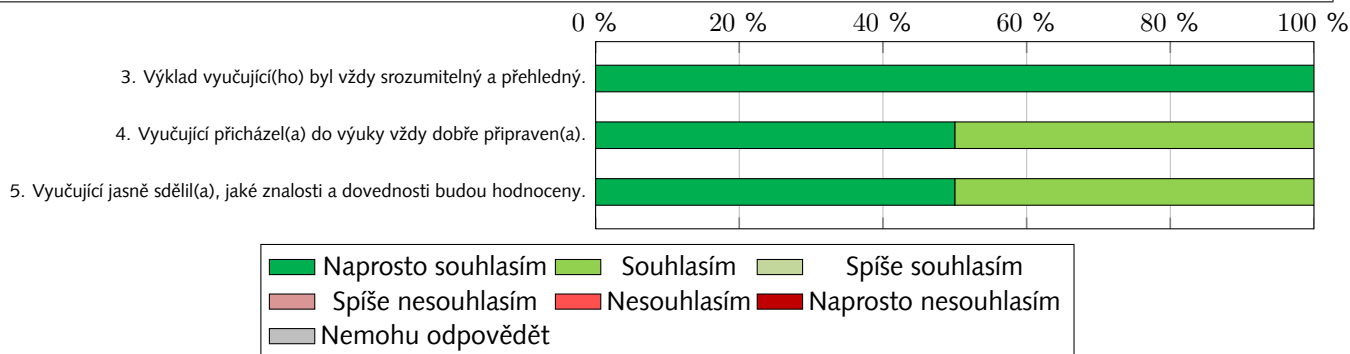 0 % 20 % 40 % 60 % 80 % 100 %
3. Výklad vyučující(ho) byl vždy srozumitelný a přehledný.
4. Vyučující přicházel(a) do výuky vždy dobře připraven(a).
5. Vyučující jasně sdělil(a), jaké znalosti a dovednosti budou hodnoceny.
Naprosto souhlasím Souhlasím Spíše souhlasím
Spíše nesouhlasím Nesouhlasím Naprosto nesouhlasím
Nemohu odpovědět